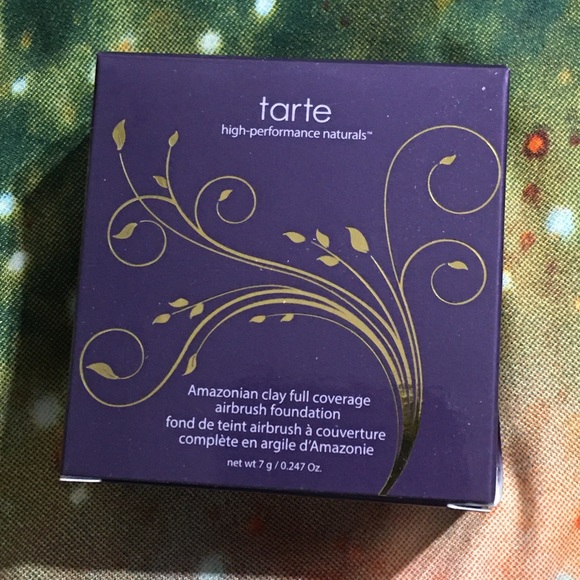 tarte
high-performance naturals™
Amazonian clay full coverage
airbrush foundation
fond de teint airbrush à couverture
complète en argile d'Amazonie
net wt 7 g / 0.247 Oz.